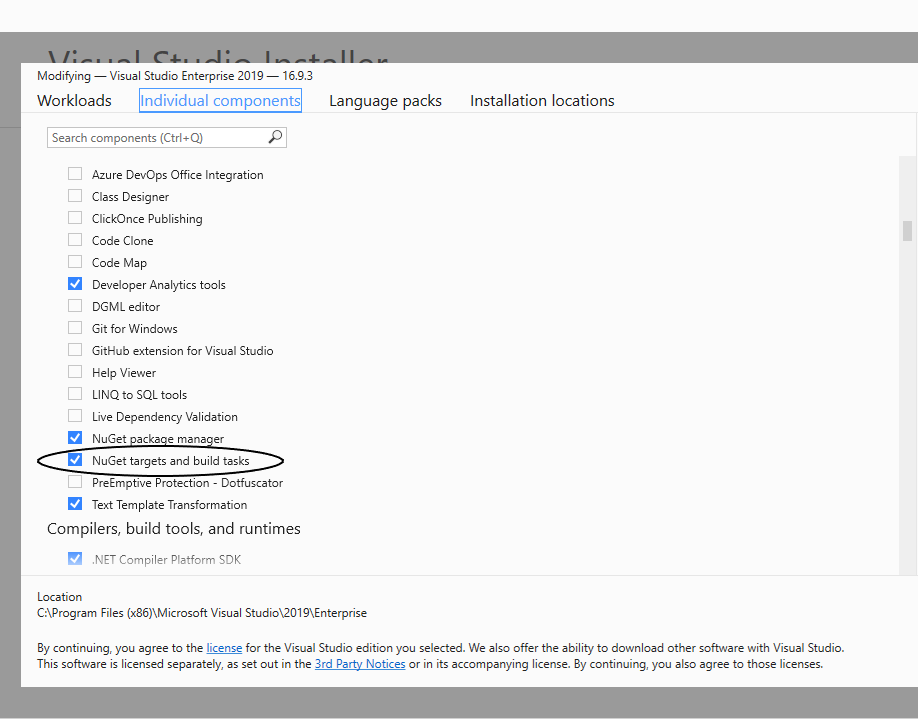 Visual Studio Installer
Modifying — Visual Studio Enterprise 2019 — 16.9.3
Workloads Individual components Language packs Installation locations
Search components (Ctrl+Q)
Azure DevOps Office Integration
Class Designer
ClickOnce Publishing
Code Clone
Code Map
Developer Analytics tools
DGML editor
Git for Windows
GitHub extension for Visual Studio
Help Viewer
LINQ to SQL tools
Live Dependency Validation
NuGet package manager
NuGet targets and build tasks
PreEmptive Protection - Dotfuscator
Text Template Transformation
Compilers, build tools, and runtimes
.NET Compiler Platform SDK
Location
C:\Program Files (x86)\Microsoft Visual Studio\2019\Enterprise
By continuing, you agree to the license for the Visual Studio edition you selected. We also offer the ability to download other software with Visual Studio.
This software is licensed separately, as set out in the 3rd Party Notices or in its accompanying license. By continuing, you also agree to those licenses.